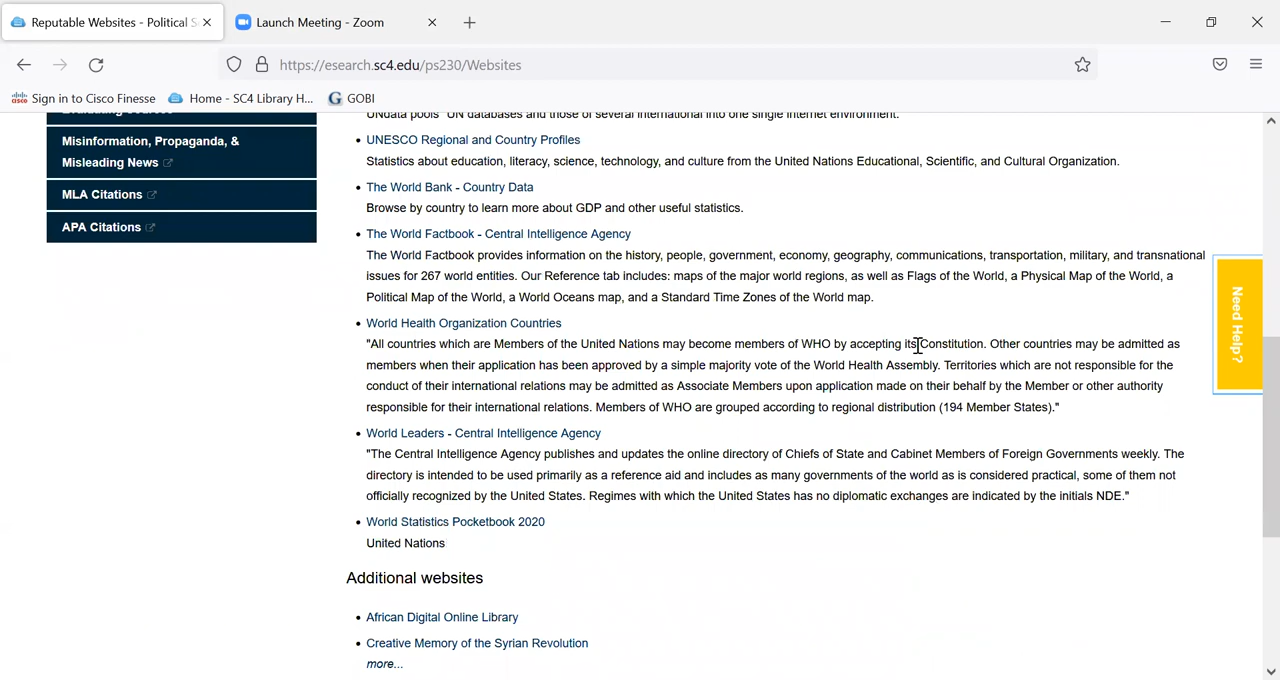 Reputable Websites - Political S
Launch Meeting - Zoom
https://esearch.sc4.edu/ps230/Websites
Sign in to Cisco Finesse
Home - SC4 Library H...
GOBI
Misinformation, Propaganda, &
Misleading News
MLA Citations
APA Citations
UNdata pools "UN databases and those of several international into one single internet environment."
UNESCO Regional and Country Profiles
Statistics about education, literacy, science, technology, and culture from the United Nations Educational, Scientific, and Cultural Organization.
The World Bank - Country Data
Browse by country to learn more about GDP and other useful statistics.
The World Factbook - Central Intelligence Agency
The World Factbook provides information on the history, people, government, economy, geography, communications, transportation, military, and transnational
issues for 267 world entities. Our Reference tab includes: maps of the major world regions, as well as Flags of the World, a Physical Map of the World, a
Political Map of the World, a World Oceans map, and a Standard Time Zones of the World map.
World Health Organization Countries
"All countries which are Members of the United Nations may become members of WHO by accepting its Constitution. Other countries may be admitted as
members when their application has been approved by a simple majority vote of the World Health Assembly. Territories which are not responsible for the
conduct of their international relations may be admitted as Associate Members upon application made on their behalf by the Member or other authority
responsible for their international relations. Members of WHO are grouped according to regional distribution (194 Member States)."
World Leaders - Central Intelligence Agency
"The Central Intelligence Agency publishes and updates the online directory of Chiefs of State and Cabinet Members of Foreign Governments weekly. The
directory is intended to be used primarily as a reference aid and includes as many governments of the world as is considered practical, some of them not
officially recognized by the United States. Regimes with which the United States has no diplomatic exchanges are indicated by the initials NDE."
World Statistics Pocketbook 2020
United Nations
Additional websites
African Digital Online Library
Creative Memory of the Syrian Revolution
more...
Need Help?